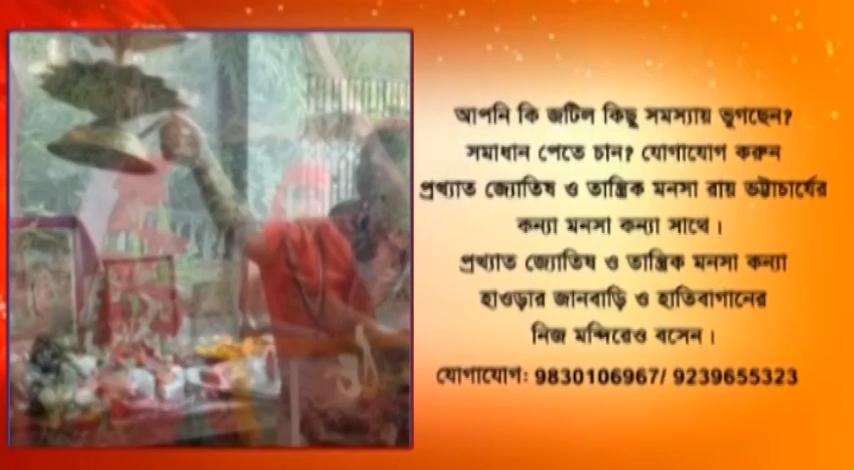 আপনি কি জটিল কিছু সমস্যায় ভুগছেন?
সমাধান পেতে চান? যোগাযোগ করুন
প্রখ্যাত জ্যোতিষ ও তান্ত্রিক মনসা রায় ভট্টাচার্যের
কন্যা মনসা কন্যা সাথে।
প্রখ্যাত জ্যোতিষ ও তান্ত্রিক মনসা কন্যা
হাওড়ার জানবাড়ি ও হাতিবাগানের
নিজ মন্দিরেও বসেন।
যোগাযোগ: 9830106967/ 9239655323